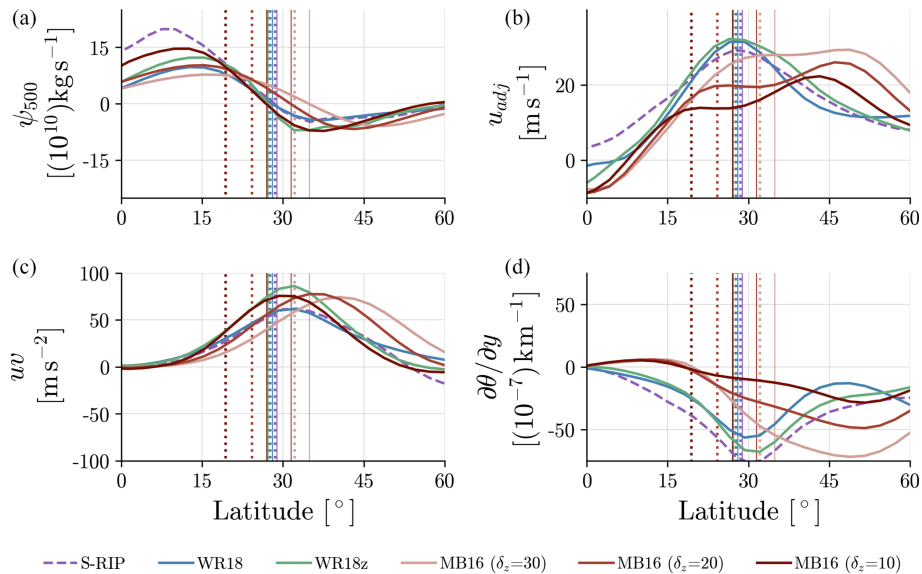 (a)
15
0
-15
ψ500
[(10^10) kg s^−1]
0 15 30 45 60
(b)
20
0
u_adj
[m s^−1]
0 15 30 45 60
(c)
100
50
0
-50
-100
uv
[m s^−2]
0 15 30 45 60
Latitude [°]
(d)
50
0
-50
∂θ/∂y
[(10^−7) km^−1]
0 15 30 45 60
Latitude [°]
S-RIP WR18 WR18z MB16 (δz=30) MB16 (δz=20) MB16 (δz=10)